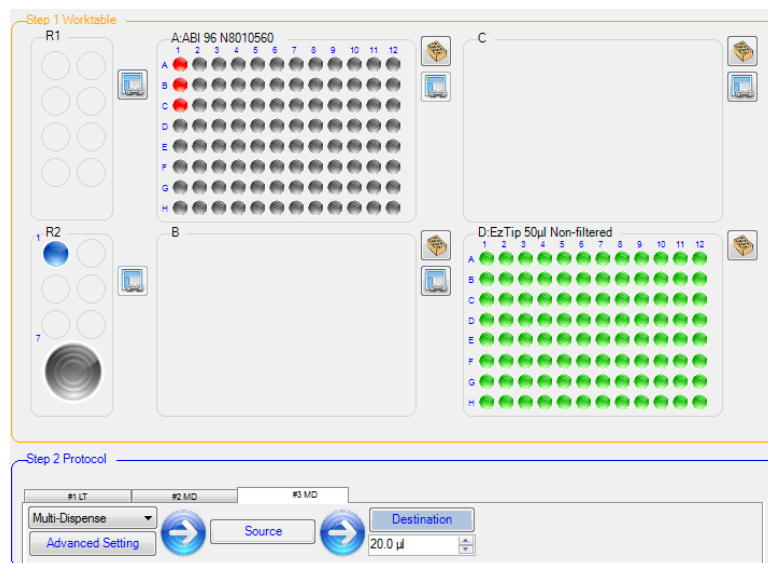 Step 1 Worktable
R1
A:ABI 96 N8010560
1 2 3 4 5 6 7 8 9 10 11 12
A
B
C
D
E
F
G
H
C
R2
1
7
B
D:EzTip 50µl Non-filtered
1 2 3 4 5 6 7 8 9 10 11 12
A
B
C
D
E
F
G
H
Step 2 Protocol
#1 LT #2 MD #3 MD
Multi-Dispense
Advanced Setting
Source
Destination
20.0 µl